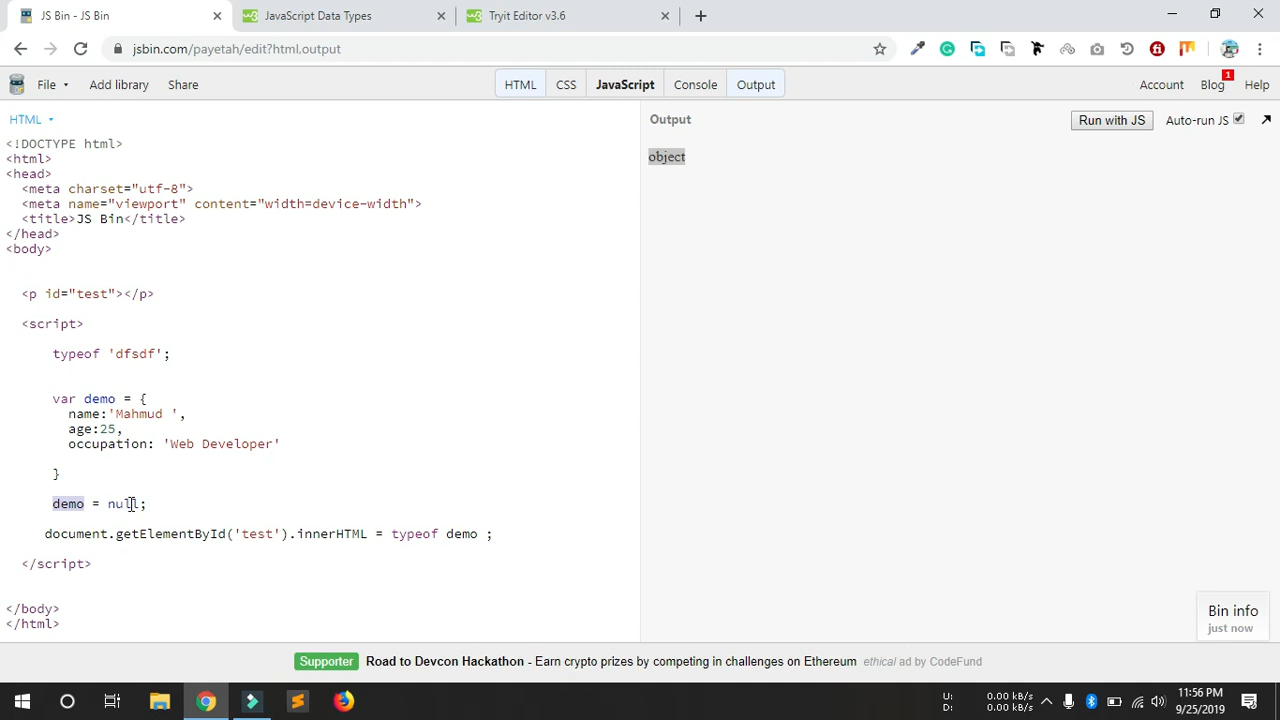 JS Bin - JS Bin
JavaScript Data Types
Tryit Editor v3.6
jsbin.com/payetah/edit?html,output
File
Add library
Share
HTML
CSS
JavaScript
Console
Output
Account
Blog
1
Help
HTML
Output
Run with JS
Auto-run JS
<!DOCTYPE html>
<html>
<head>
<meta charset="utf-8">
<meta name="viewport" content="width=device-width">
<title>JS Bin</title>
</head>
<body>
<p id="test"></p>
<script>
typeof 'dfsdf';
var demo = {
name:'Mahmud ',
age:25,
occupation: 'Web Developer'
}
demo = null;
document.getElementById('test').innerHTML = typeof demo ;
</script>
</body>
</html>
object
Bin info
just now
Supporter Road to Devcon Hackathon - Earn crypto prizes by competing in challenges on Ethereum ethical ad by CodeFund
U: 0.00 kB/s
D: 0.00 kB/s
11:56 PM
9/25/2019